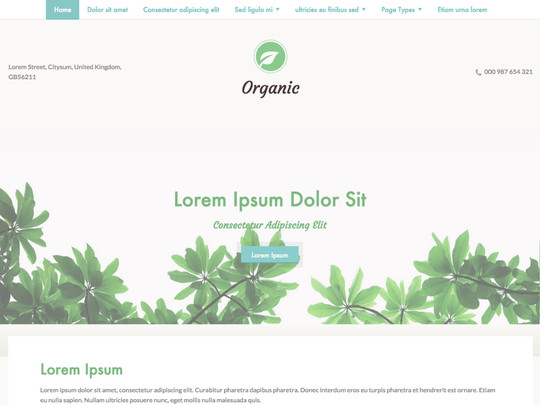 Home Dolor sit amet Consectetur adipiscing elit Sed ligula mi ultricies eu finibus sed Page Types Etiam urna lorem
Lorem Street, Citysum, United Kingdom,
GB56211
Organic
000 987 654 321
Lorem Ipsum Dolor Sit
Consectetur Adipiscing Elit
Lorem Ipsum
Lorem Ipsum
Lorem ipsum dolor sit amet, consectetur adipiscing elit. Curabitur pharetra dapibus pharetra. Donec interdum eros eu turpis pharetra et hendrerit est ornare. Etiam
eu nulla sapien. Nullam ultricies posuere nunc, eget mollis nulla malesuada quis.